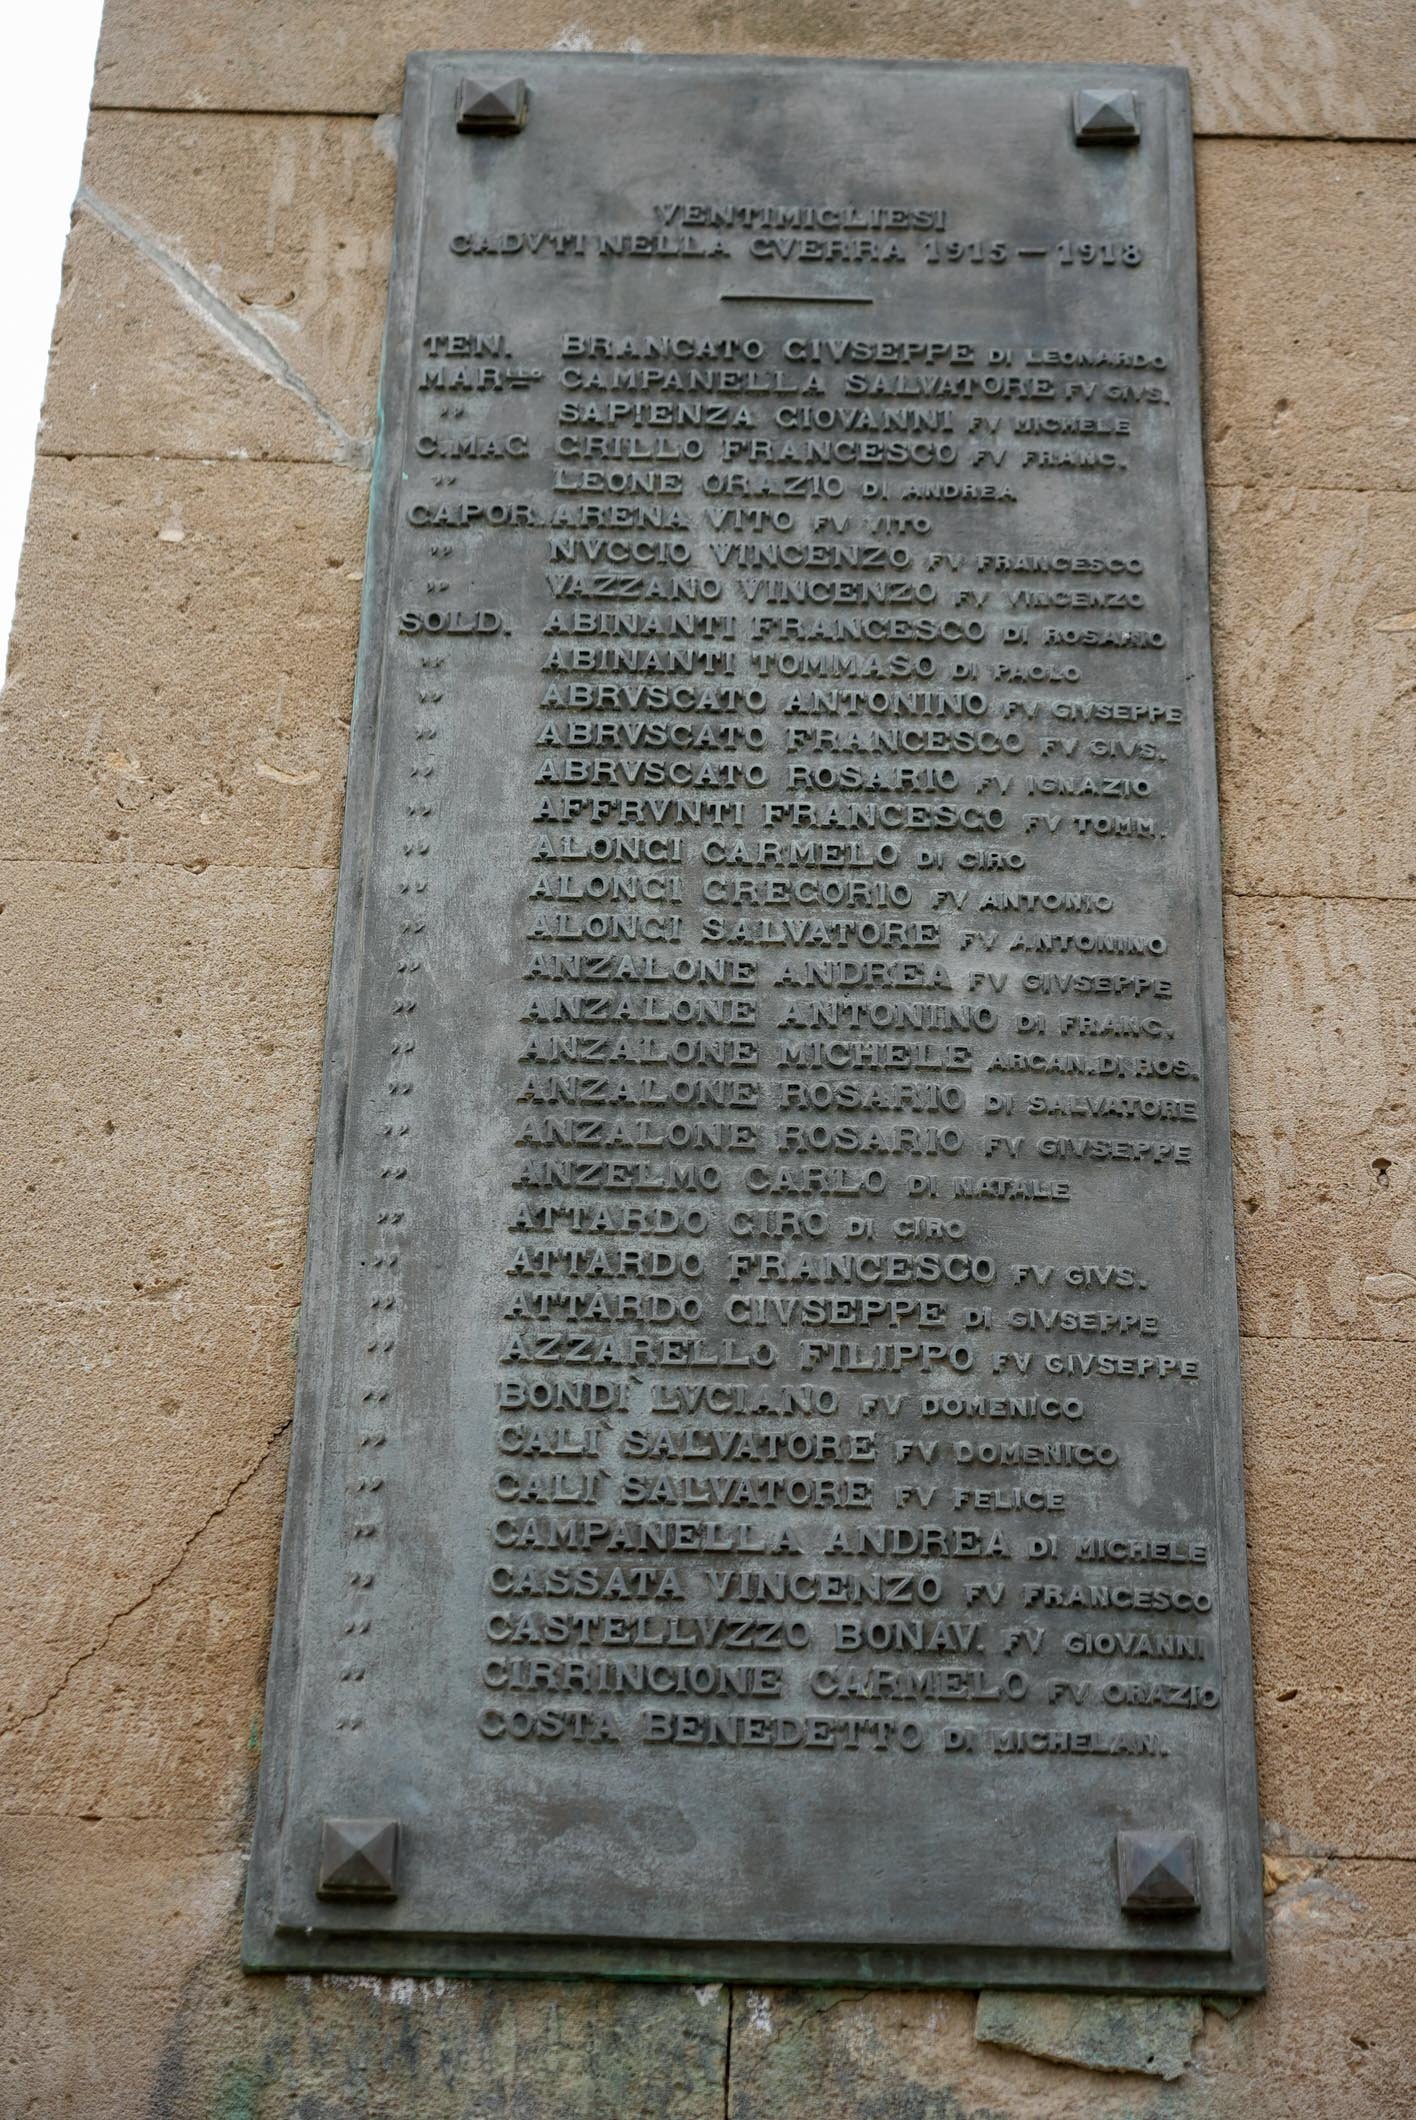 VENTIMIGLIESI
CADVTI NELLA GVERRA 1915 — 1918
TEN. BRANCATO GIVSEPPE DI LEONARDO
MARLLO CAMPANELLA SALVATORE FV GIVS.
" SAPIENZA GIOVANNI FV MICHELE
C.MAG GRILLO FRANCESCO FV FRANC.
" LEONE ORAZIO DI ANDREA
CAPOR. ARENA VITO FV VITO
" NVCCIO VINCENZO FV FRANCESCO
" VAZZANO VINCENZO FV VINCENZO
SOLD. ABINANTI FRANCESCO DI ROSARIO
" ABINANTI TOMMASO DI PAOLO
" ABRVSCATO ANTONINO FV GIVSEPPE
" ABRVSCATO FRANCESCO FV GIVS.
" ABRVSCATO ROSARIO FV IGNAZIO
" AFFRVNTI FRANCESCO FV TOMM.
" ALONGI CARMELO DI CIRO
" ALONGI GREGORIO FV ANTONIO
" ALONGI SALVATORE FV ANTONINO
" ANZALONE ANDREA FV GIVSEPPE
" ANZALONE ANTONINO DI FRANC.
" ANZALONE MICHELE ARCAN. DI ROS.
" ANZALONE ROSARIO DI SALVATORE
" ANZALONE ROSARIO FV GIVSEPPE
" ANZELMO CARLO DI NATALE
" ATTARDO CIRO DI CIRO
" ATTARDO FRANCESCO FV GIVS.
" ATTARDO GIVSEPPE DI GIVSEPPE
" AZZARELLO FILIPPO FV GIVSEPPE
" BONDÌ LVCIANO FV DOMENICO
" CALÌ SALVATORE FV DOMENICO
" CALÌ SALVATORE FV FELICE
" CAMPANELLA ANDREA DI MICHELE
" CASSATA VINCENZO FV FRANCESCO
" CASTELLVZZO BONAV. FV GIOVANNI
" CIRRINCIONE CARMELO FV ORAZIO
" COSTA BENEDETTO DI MICHELAN.